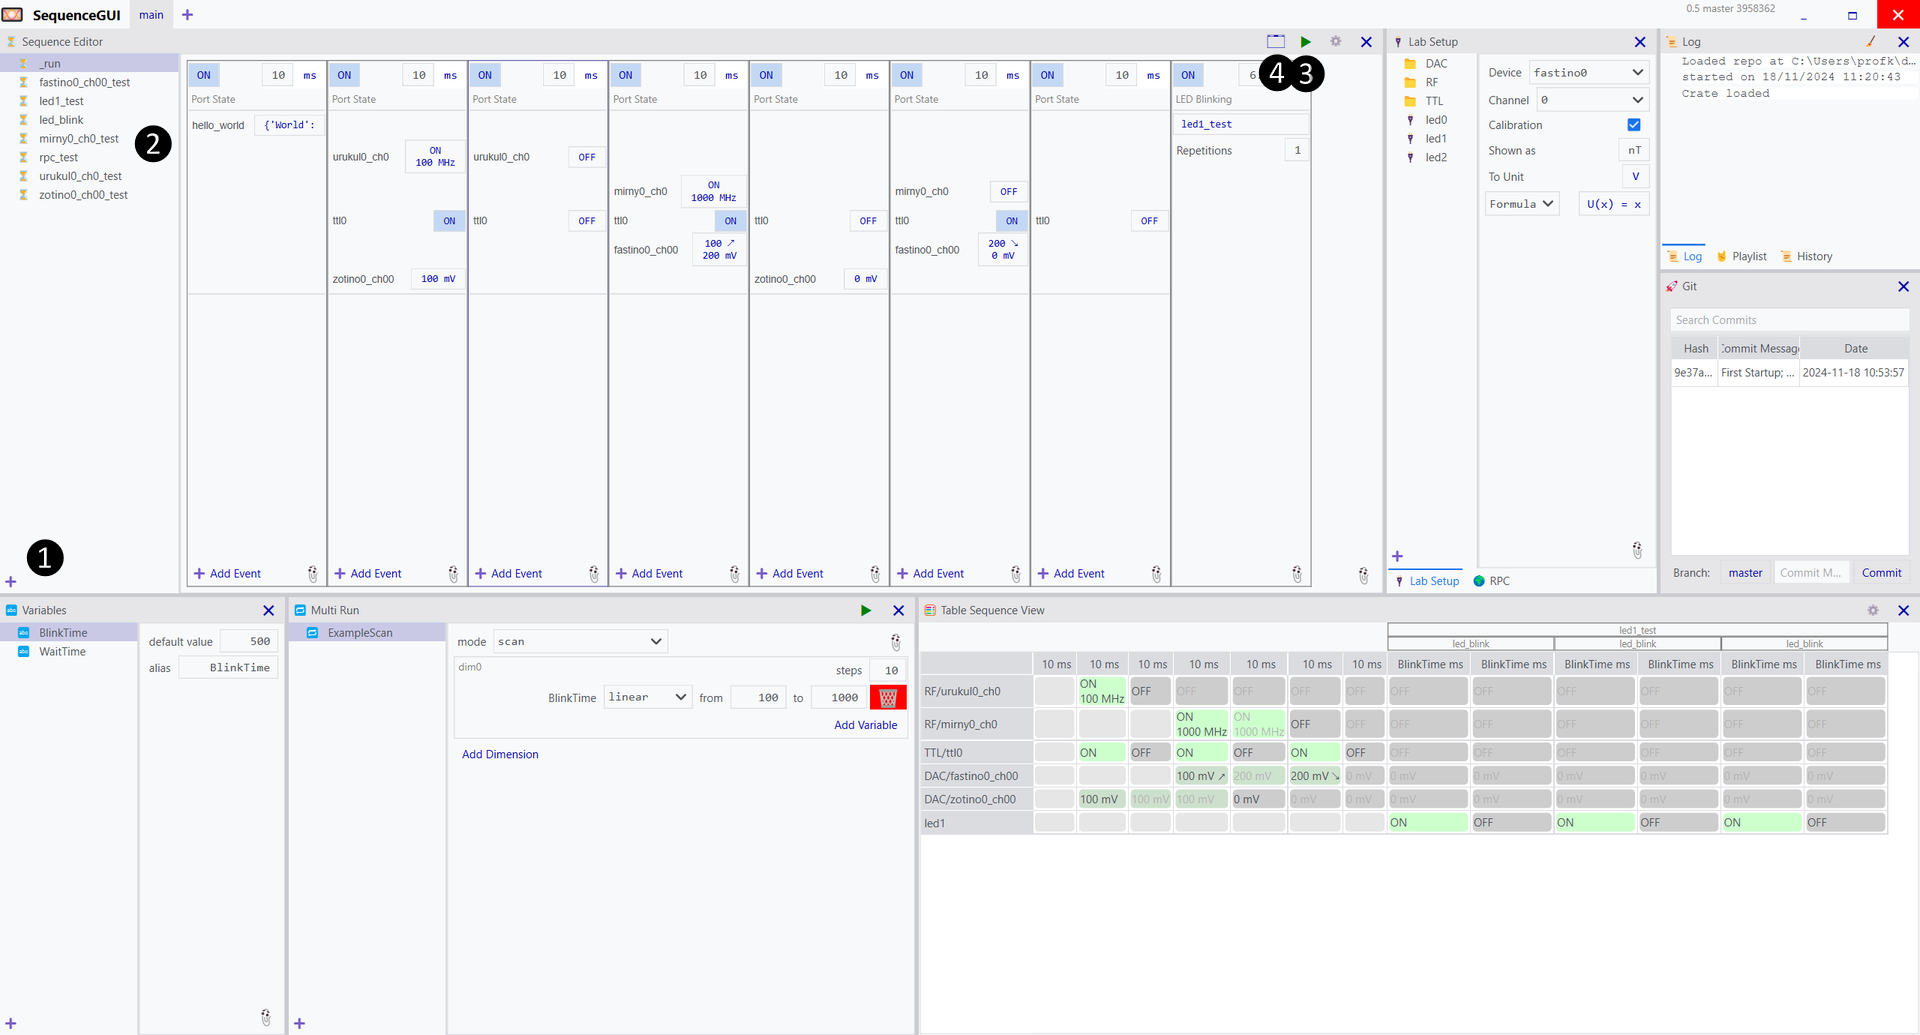 SequenceGUI main + 0.5 master 3958362
Sequence Editor
_run
fastino0_ch00_test
led1_test
led_blink
mirny0_ch0_test
rpc_test
urukul0_ch0_test
zotino0_ch00_test
2
1
+
ON 10 ms
Port State
hello_world {'World':
+ Add Event
ON 10 ms
Port State
urukul0_ch0 ON
100 MHz
ttl0 ON
zotino0_ch00 100 mV
+ Add Event
ON 10 ms
Port State
urukul0_ch0 OFF
ttl0 OFF
+ Add Event
ON 10 ms
Port State
mirny0_ch0 ON
1000 MHz
ttl0 ON
fastino0_ch00 100 ↗
200 mV
+ Add Event
ON 10 ms
Port State
ttl0 OFF
zotino0_ch00 0 mV
+ Add Event
ON 10 ms
Port State
mirny0_ch0 OFF
ttl0 ON
fastino0_ch00 200 ↘
0 mV
+ Add Event
ON 10 ms
Port State
ttl0 OFF
+ Add Event
ON 6 4 3
LED Blinking
led1_test
Repetitions 1
Lab Setup
DAC
RF
TTL
led0
led1
led2
+
Device fastino0
Channel 0
Calibration
Shown as nT
To Unit V
Formula U(x) = x
Lab Setup RPC
Log
Loaded repo at C:\Users\profk\d...
started on 18/11/2024 11:20:43
Crate loaded
Log Playlist History
Git
Search Commits
Hash Commit Messag Date
9e37a... First Startup; ... 2024-11-18 10:53:57
Branch: master Commit M... Commit
Variables
BlinkTime
WaitTime
+
default value 500
alias BlinkTime
Multi Run
ExampleScan
+
mode scan
dim0
steps 10
BlinkTime linear from 100 to 1000
Add Variable
Add Dimension
Table Sequence View
led1_test
led_blink led_blink led_blink
10 ms 10 ms 10 ms 10 ms 10 ms 10 ms 10 ms BlinkTime ms BlinkTime ms BlinkTime ms BlinkTime ms BlinkTime ms BlinkTime ms
RF/urukul0_ch0 ON
100 MHz OFF OFF OFF OFF OFF OFF OFF OFF OFF OFF OFF
RF/mirny0_ch0 ON
1000 MHz ON
1000 MHz OFF OFF OFF OFF OFF OFF OFF OFF
TTL/ttl0 ON OFF ON OFF ON OFF OFF OFF OFF OFF OFF OFF
DAC/fastino0_ch00 100 mV ↗ 200 mV 200 mV ↘ 0 mV 0 mV 0 mV 0 mV 0 mV 0 mV 0 mV
DAC/zotino0_ch00 100 mV 100 mV 100 mV 0 mV 0 mV 0 mV 0 mV 0 mV 0 mV 0 mV 0 mV 0 mV
led1 ON OFF ON OFF ON OFF